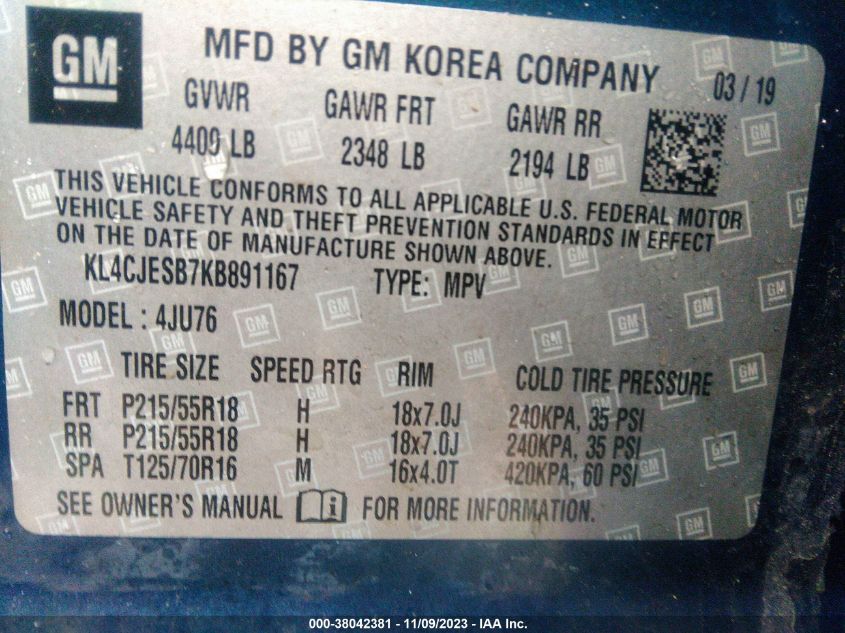 GM
MFD BY GM KOREA COMPANY 03 / 19
GVWR GAWR FRT GAWR RR
4409 LB 2348 LB 2194 LB
THIS VEHICLE CONFORMS TO ALL APPLICABLE U.S. FEDERAL MOTOR
VEHICLE SAFETY AND THEFT PREVENTION STANDARDS IN EFFECT
ON THE DATE OF MANUFACTURE SHOWN ABOVE.
KL4CJESB7KB891167 TYPE: MPV
MODEL : 4JU76
TIRE SIZE SPEED RTG RIM COLD TIRE PRESSURE
FRT P215/55R18 H 18x7.0J 240KPA, 35 PSI
RR P215/55R18 H 18x7.0J 240KPA, 35 PSI
SPA T125/70R16 M 16x4.0T 420KPA, 60 PSI
SEE OWNER'S MANUAL i FOR MORE INFORMATION.
000-38042381 - 11/09/2023 - IAA Inc.